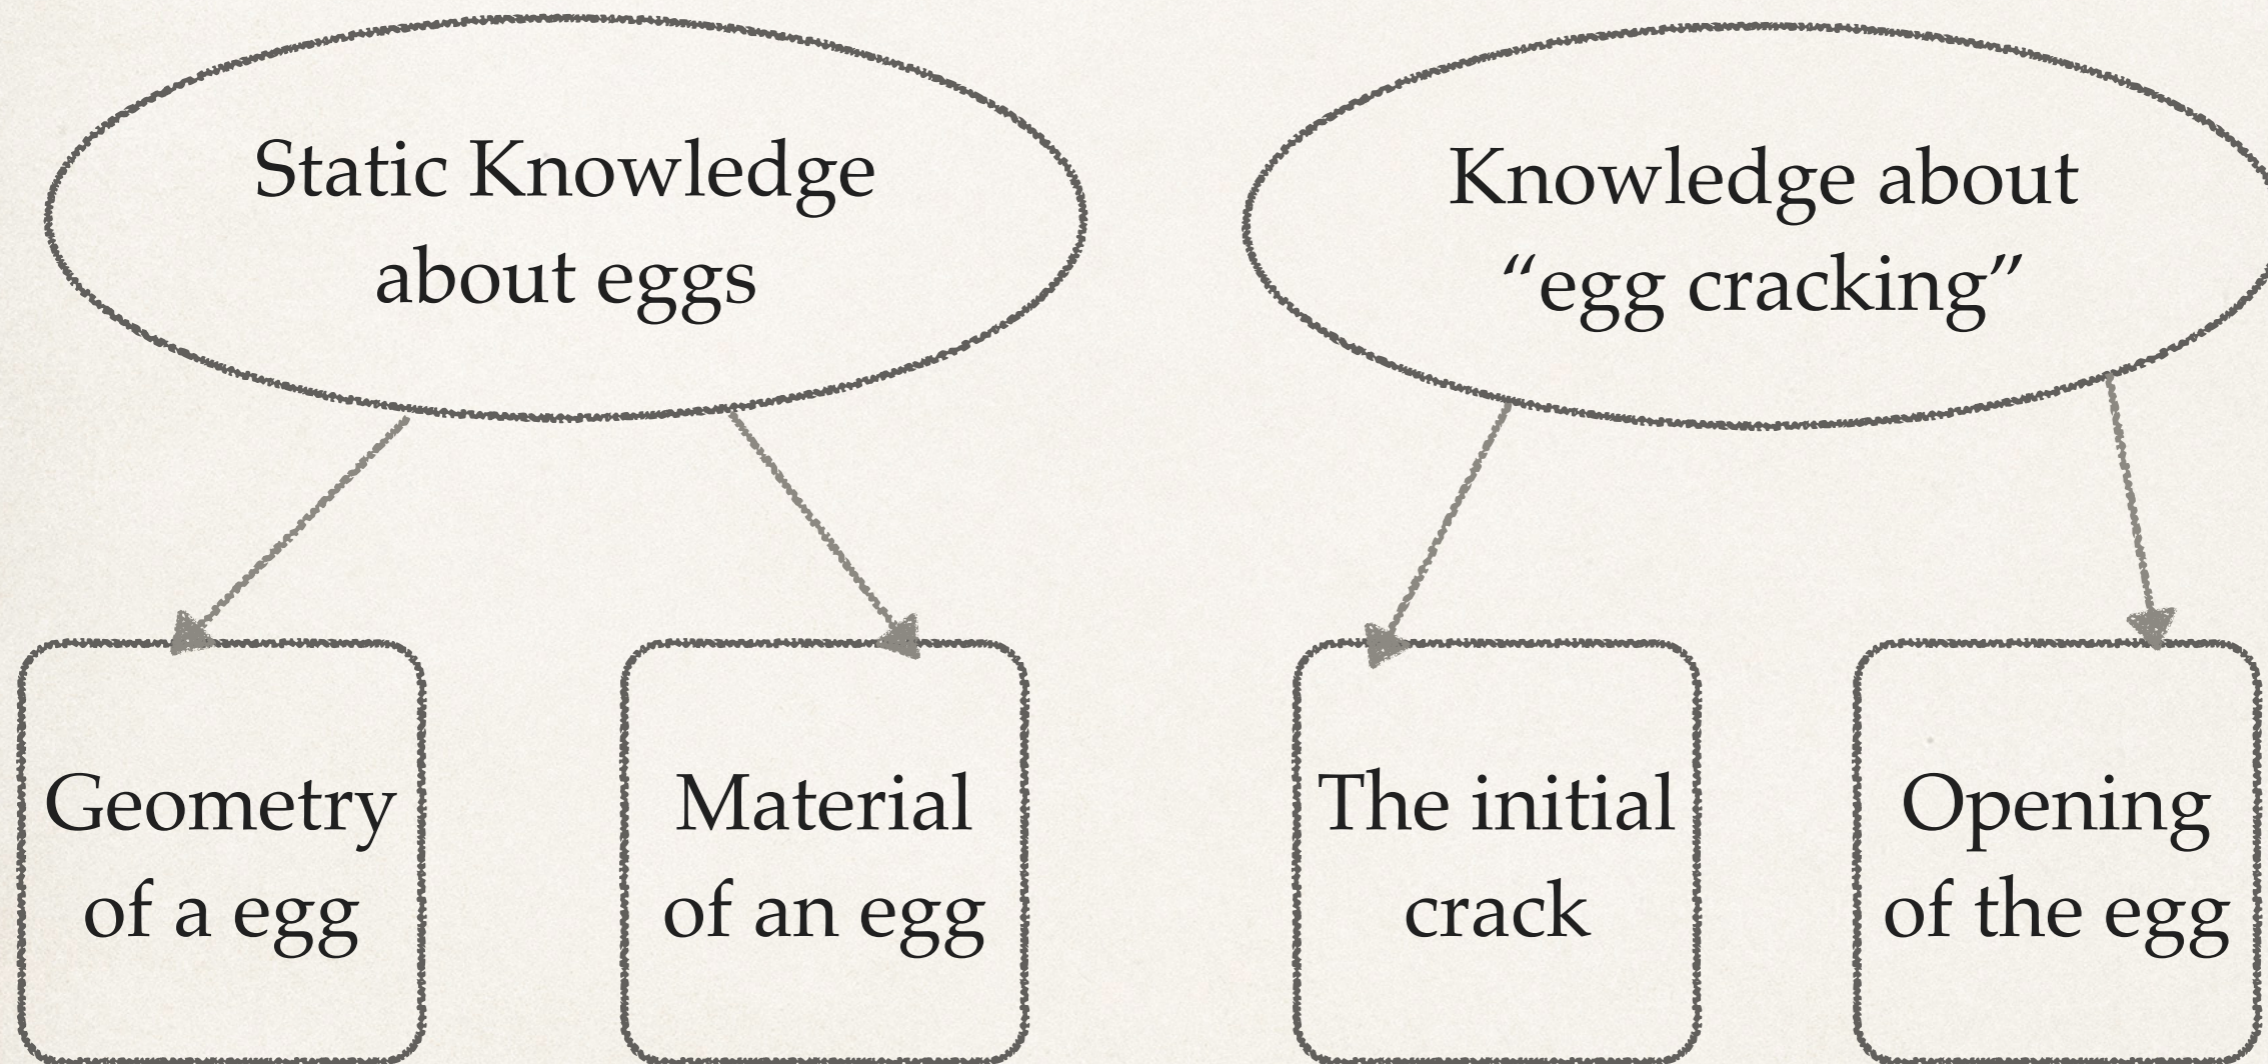 Static Knowledge
about eggs
Knowledge about
“egg cracking”
Geometry
of a egg
Material
of an egg
The initial
crack
Opening
of the egg